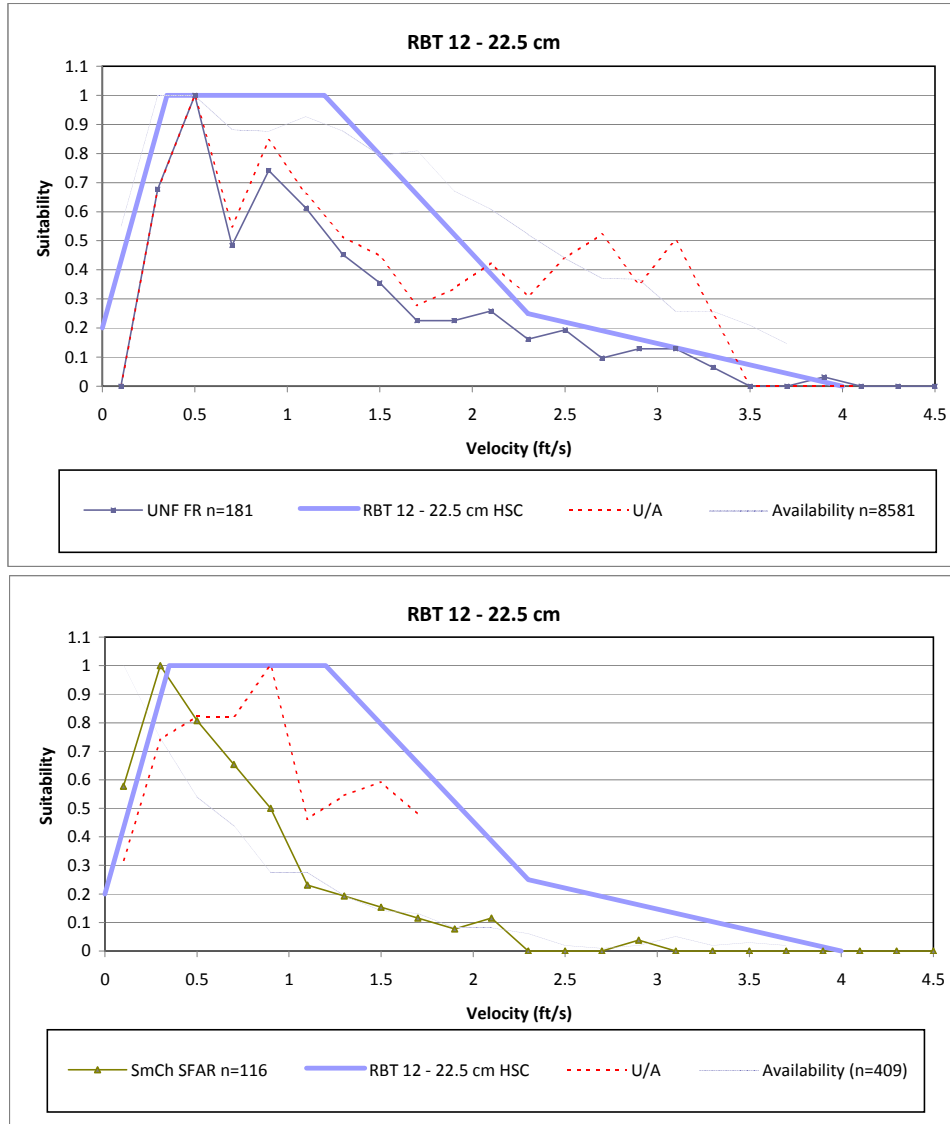 RBT 12 - 22.5 cm
1.1
1
0.9
0.8
0.7
0.6
0.5
0.4
0.3
0.2
0.1
0
Suitability
0 0.5 1 1.5 2 2.5 3 3.5 4 4.5
Velocity (ft/s)
UNF FR n=181 RBT 12 - 22.5 cm HSC U/A Availability n=8581
RBT 12 - 22.5 cm
1.1
1
0.9
0.8
0.7
0.6
0.5
0.4
0.3
0.2
0.1
0
Suitability
0 0.5 1 1.5 2 2.5 3 3.5 4 4.5
Velocity (ft/s)
SmCh SFAR n=116 RBT 12 - 22.5 cm HSC U/A Availability (n=409)